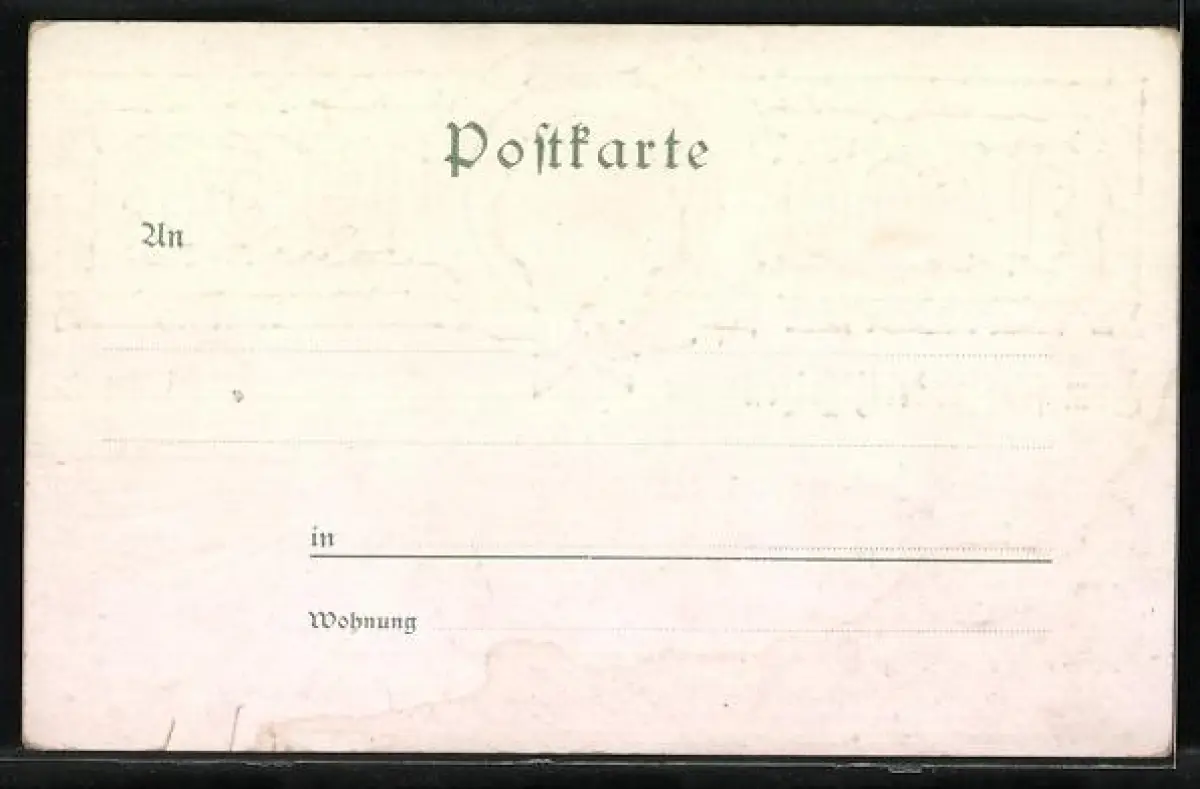 Poſtkarte
An
in
Wohnung